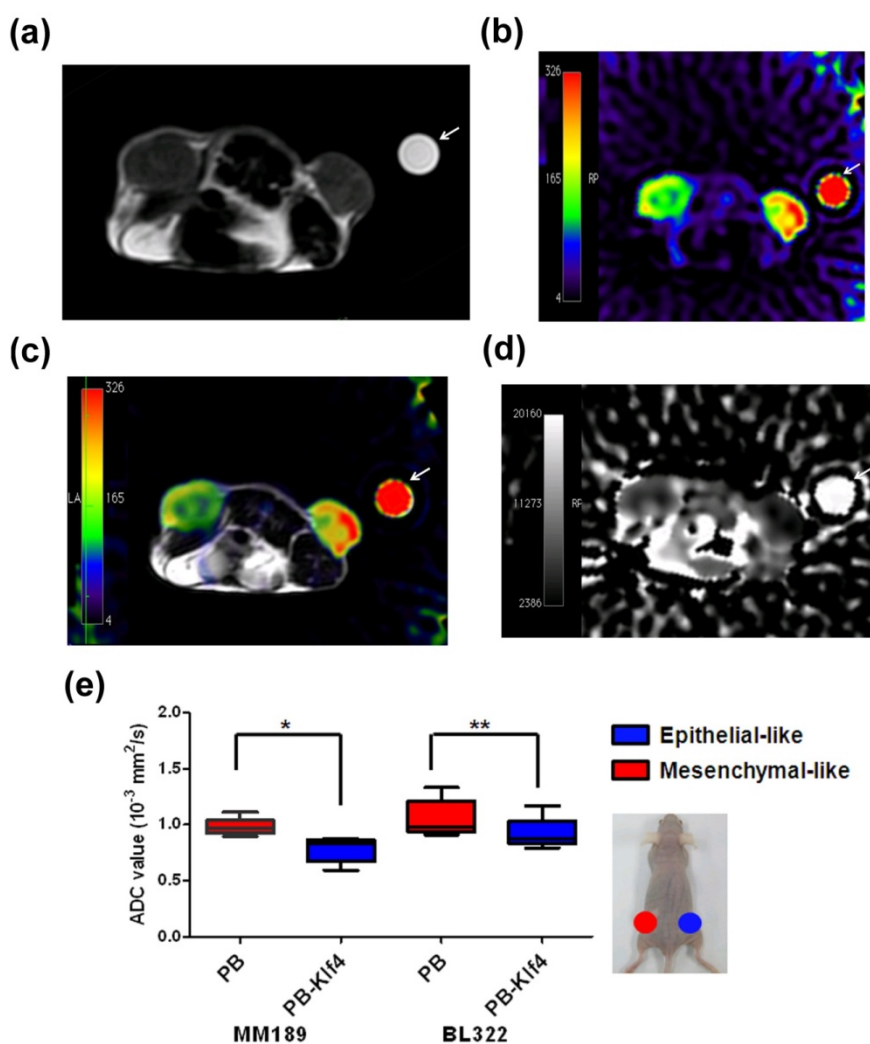 (a)
(b)
326
165
RP
4
(c)
326
LA
165
4
(d)
20160
11273
RP
2386
(e)
ADC value (10⁻³ mm²/s)
2.0
1.5
1.0
0.5
0.0
*
**
PB
PB-Klf4
PB
PB-Klf4
MM189
BL322
Epithelial-like
Mesenchymal-like